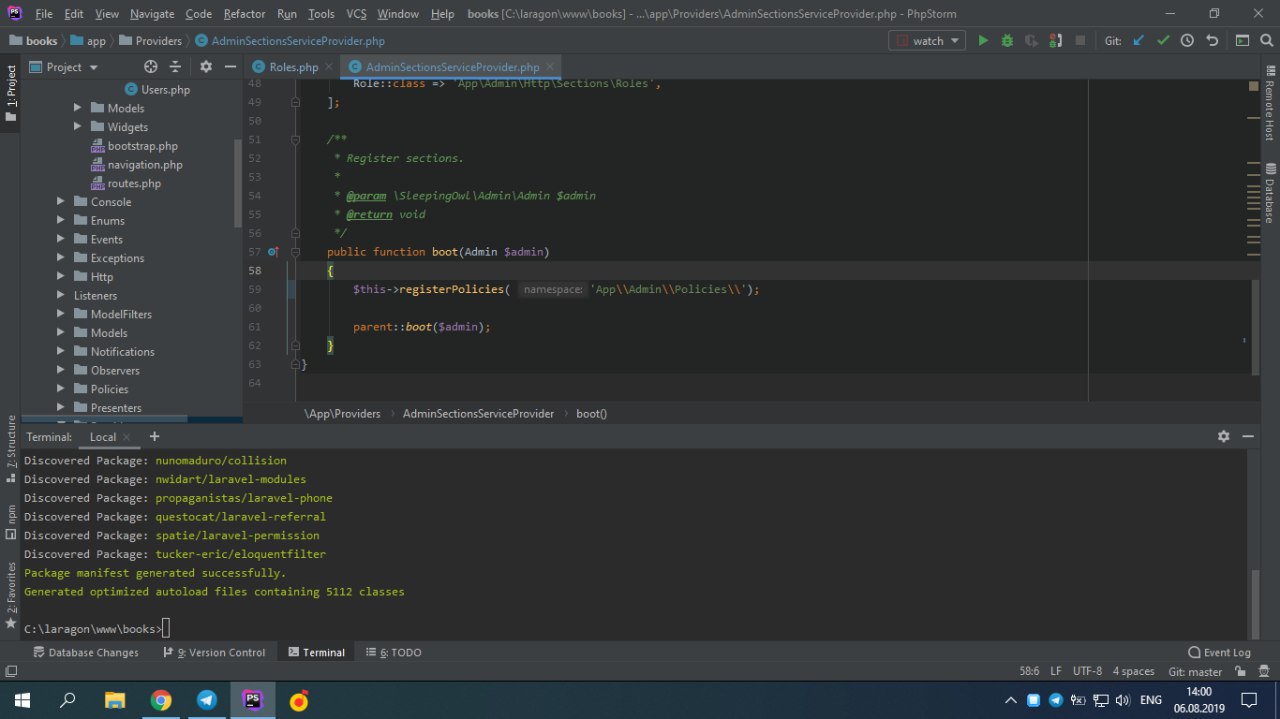 File Edit View Navigate Code Refactor Run Tools VCS Window Help books [C:\laragon\www\books] - ...\app\Providers\AdminSectionsServiceProvider.php - PhpStorm
books app Providers AdminSectionsServiceProvider.php watch Git:
1: Project
Project
Roles.php AdminSectionsServiceProvider.php
Users.php
Models
Widgets
bootstrap.php
navigation.php
routes.php
Console
Enums
Events
Exceptions
Http
Listeners
ModelFilters
Models
Notifications
Observers
Policies
Presenters
48 Role::class => 'App\Admin\Http\Sections\Roles',
49 ];
50
51 /**
52 * Register sections.
53 *
54 * @param \SleepingOwl\Admin\Admin $admin
55 * @return void
56 */
57 public function boot(Admin $admin)
58 {
59 $this->registerPolicies( namespace: 'App\\Admin\\Policies\\');
60
61 parent::boot($admin);
62 }
63 }
64
\App\Providers AdminSectionsServiceProvider boot()
Remote Host
Database
Z: Structure
npm
2: Favorites
Terminal: Local +
Discovered Package: nunomaduro/collision
Discovered Package: nwidart/laravel-modules
Discovered Package: propaganistas/laravel-phone
Discovered Package: questocat/laravel-referral
Discovered Package: spatie/laravel-permission
Discovered Package: tucker-eric/eloquentfilter
Package manifest generated successfully.
Generated optimized autoload files containing 5112 classes
C:\laragon\www\books>
Database Changes 9: Version Control Terminal 6: TODO Event Log
58:6 LF UTF-8 4 spaces Git: master
ENG 14:00
06.08.2019